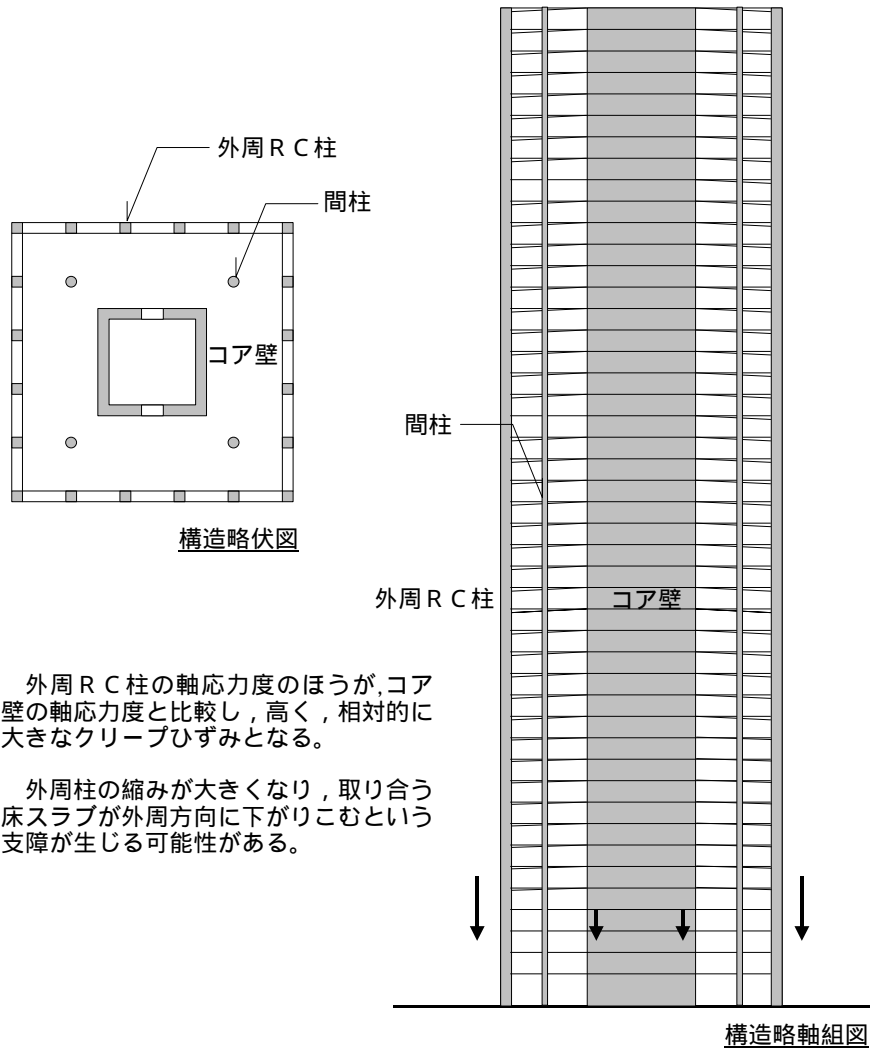 外周ＲＣ柱
間柱
コア壁
構造略伏図
間柱
外周ＲＣ柱
コア壁
　外周ＲＣ柱の軸応力度のほうが,コア
壁の軸応力度と比較し，高く，相対的に
大きなクリープひずみとなる。
　外周柱の縮みが大きくなり，取り合う
床スラブが外周方向に下がりこむという
支障が生じる可能性がある。
構造略軸組図